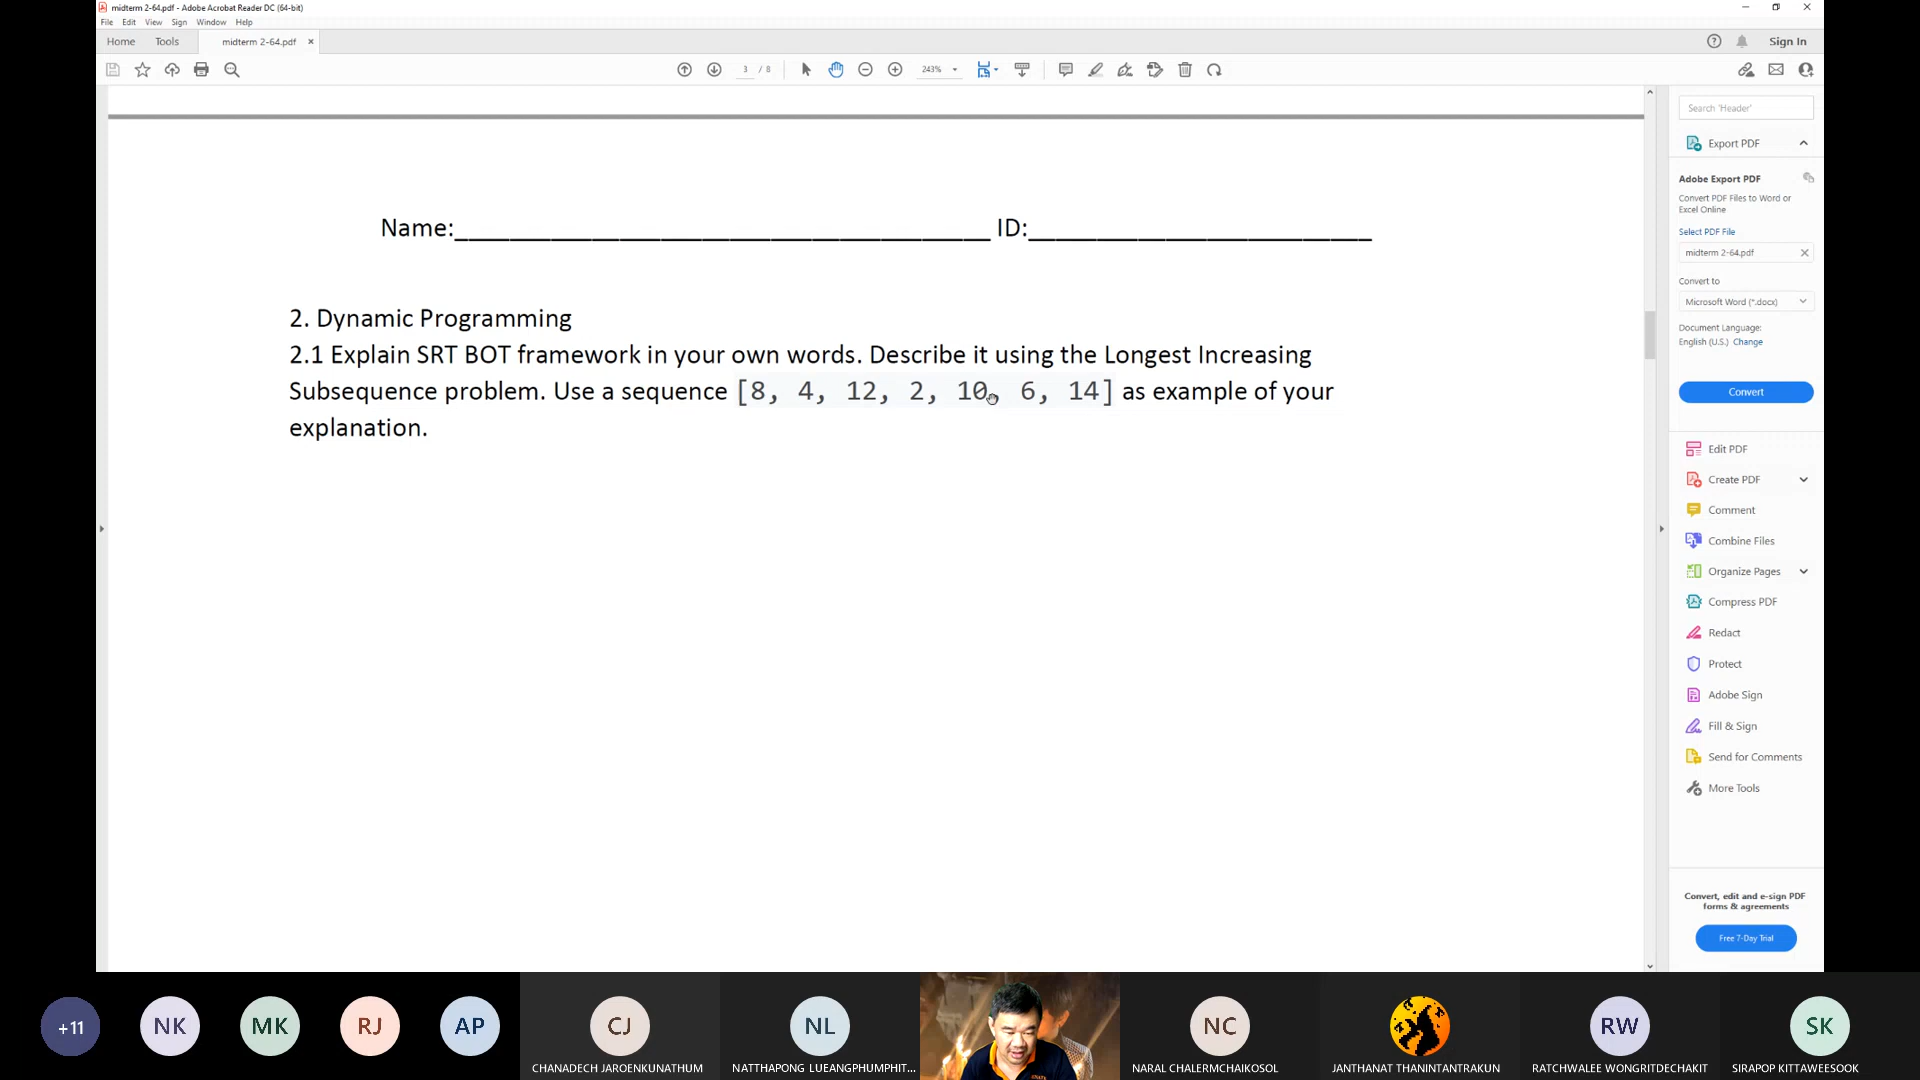 midterm 2-64.pdf - Adobe Acrobat Reader DC (64-bit)
File Edit View Sign Window Help
Home Tools midterm 2-64.pdf × Sign In
3 / 8 243%
Search 'Header'
Export PDF
Adobe Export PDF
Convert PDF Files to Word or
Excel Online
Select PDF File
midterm 2-64.pdf
Convert to
Microsoft Word (*.docx)
Document Language:
English (U.S.) Change
Convert
Edit PDF
Create PDF
Comment
Combine Files
Organize Pages
Compress PDF
Redact
Protect
Adobe Sign
Fill & Sign
Send for Comments
More Tools
Convert, edit and e-sign PDF
forms & agreements
Free 7-Day Trial
Name:_______________________________________ ID:_________________________
2. Dynamic Programming
2.1 Explain SRT BOT framework in your own words. Describe it using the Longest Increasing
Subsequence problem. Use a sequence [8, 4, 12, 2, 10, 6, 14] as example of your
explanation.
+11 NK MK RJ AP CJ NL NC RW SK
CHANADECH JAROENKUNATHUM NATTHAPONG LUEANGPHUMPHIT... NARAL CHALERMCHAIKOSOL JANTHANAT THANINTANTRAKUN RATCHWALEE WONGRITDECHAKIT SIRAPOP KITTAWEESOOK